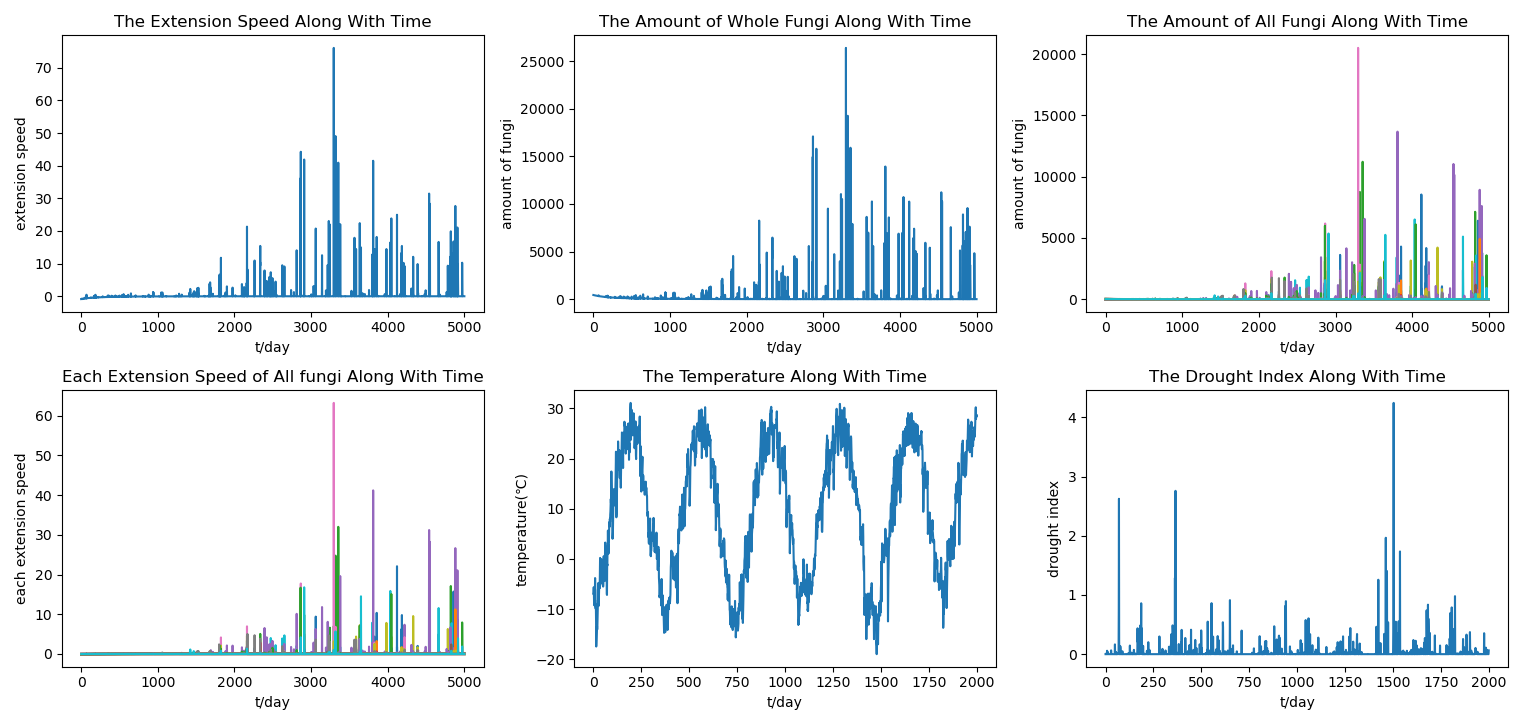 The Extension Speed Along With Time
extension speed
70
60
50
40
30
20
10
0
0 1000 2000 3000 4000 5000
t/day
The Amount of Whole Fungi Along With Time
amount of fungi
25000
20000
15000
10000
5000
0
0 1000 2000 3000 4000 5000
t/day
The Amount of All Fungi Along With Time
amount of fungi
20000
15000
10000
5000
0
0 1000 2000 3000 4000 5000
t/day
Each Extension Speed of All fungi Along With Time
each extension speed
60
50
40
30
20
10
0
0 1000 2000 3000 4000 5000
t/day
The Temperature Along With Time
temperature(℃)
30
20
10
0
−10
−20
0 250 500 750 1000 1250 1500 1750 2000
t/day
The Drought Index Along With Time
drought index
4
3
2
1
0
0 250 500 750 1000 1250 1500 1750 2000
t/day